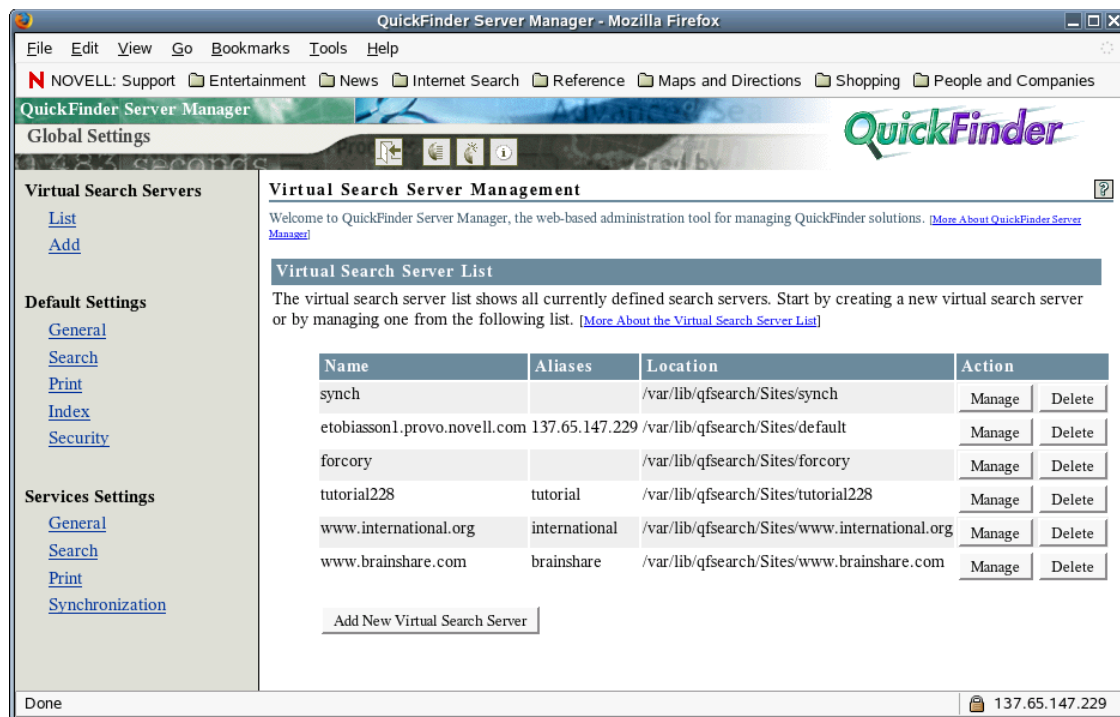 QuickFinder Server Manager - Mozilla Firefox
File Edit View Go Bookmarks Tools Help
N NOVELL: Support Entertainment News Internet Search Reference Maps and Directions Shopping People and Companies
QuickFinder Server Manager
Advanced Sea
Global Settings
QuickFinder
0.483 seconds
powered by
Virtual Search Servers
List
Add
Default Settings
General
Search
Print
Index
Security
Services Settings
General
Search
Print
Synchronization
Virtual Search Server Management
?
Welcome to QuickFinder Server Manager, the web-based administration tool for managing QuickFinder solutions. [More About QuickFinder Server
Manager]
Virtual Search Server List
The virtual search server list shows all currently defined search servers. Start by creating a new virtual search server
or by managing one from the following list. [More About the Virtual Search Server List]
Name Aliases Location Action
synch /var/lib/qfsearch/Sites/synch Manage Delete
etobiasson1.provo.novell.com 137.65.147.229 /var/lib/qfsearch/Sites/default Manage Delete
forcory /var/lib/qfsearch/Sites/forcory Manage Delete
tutorial228 tutorial /var/lib/qfsearch/Sites/tutorial228 Manage Delete
www.international.org international /var/lib/qfsearch/Sites/www.international.org Manage Delete
www.brainshare.com brainshare /var/lib/qfsearch/Sites/www.brainshare.com Manage Delete
Add New Virtual Search Server
Done 137.65.147.229